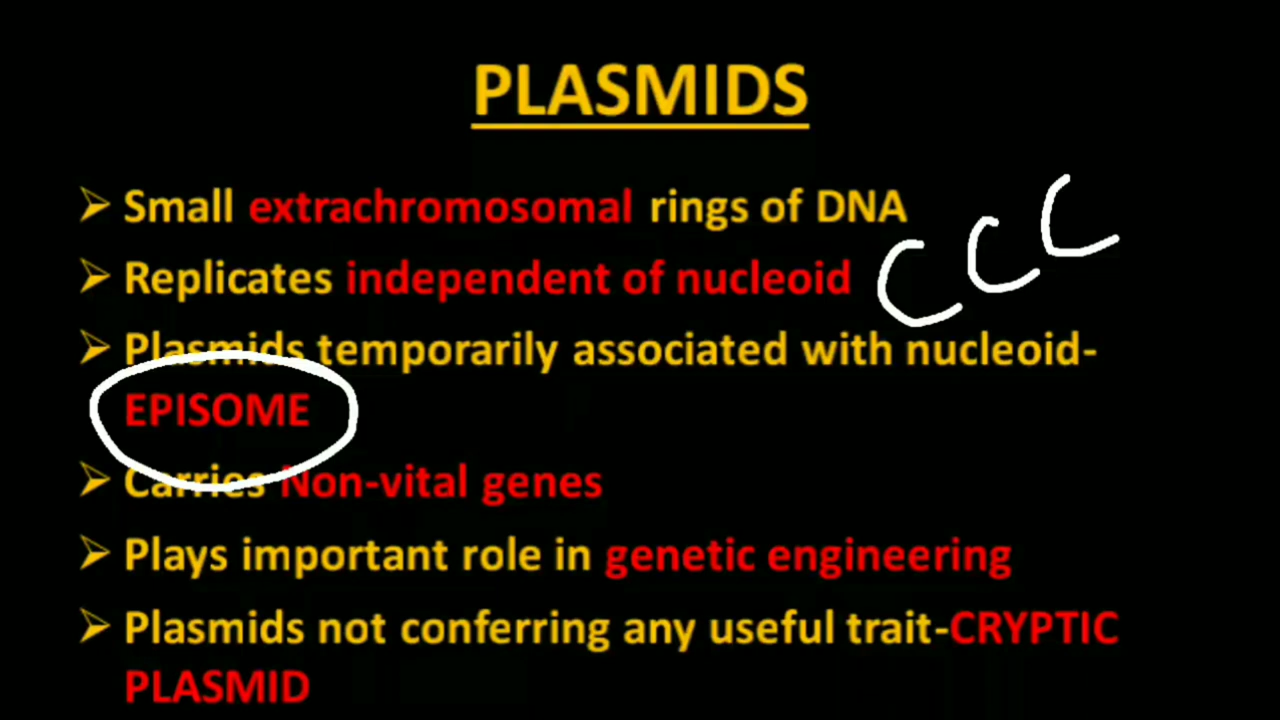 PLASMIDS
➢ Small extrachromosomal rings of DNA
➢ Replicates independent of nucleoid CCC
➢ Plasmids temporarily associated with nucleoid-
EPISOME
➢ Carries Non-vital genes
➢ Plays important role in genetic engineering
➢ Plasmids not conferring any useful trait-CRYPTIC
PLASMID